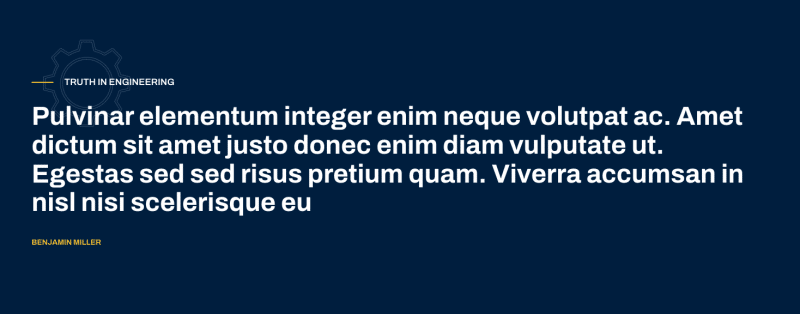 TRUTH IN ENGINEERING
Pulvinar elementum integer enim neque volutpat ac. Amet
dictum sit amet justo donec enim diam vulputate ut.
Egestas sed sed risus pretium quam. Viverra accumsan in
nisl nisi scelerisque eu
BENJAMIN MILLER